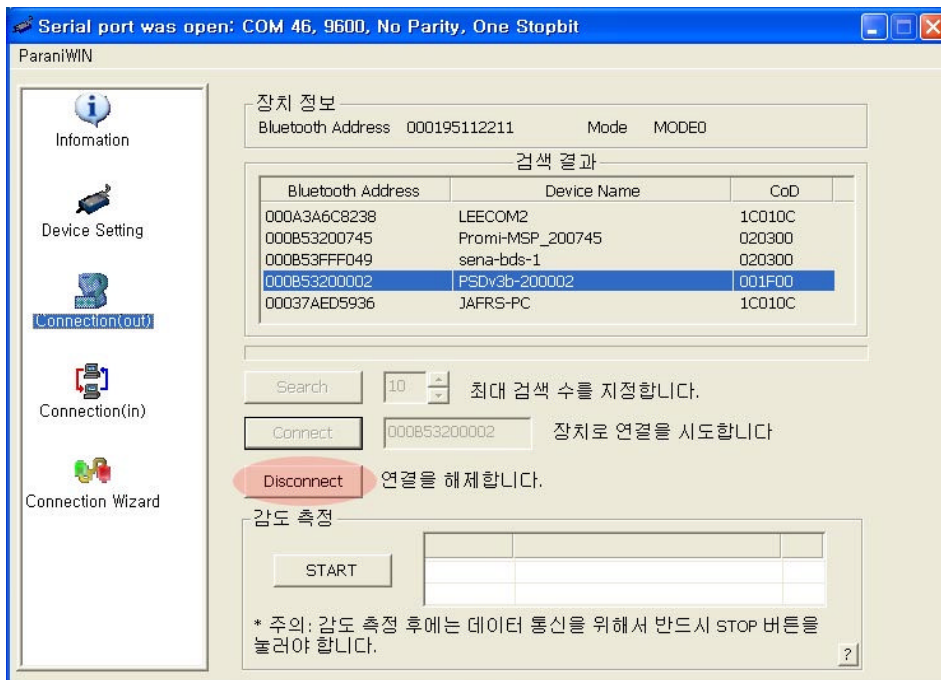 Serial port was open: COM 46, 9600, No Parity, One Stopbit
ParaniWIN
Infomation
Device Setting
Connection(out)
Connection(in)
Connection Wizard
장치 정보
Bluetooth Address 000195112211 Mode MODE0
검색 결과
Bluetooth Address Device Name CoD
000A3A6C8238 LEECOM2 1C010C
000B53200745 Promi-MSP_200745 020300
000B53FFF049 sena-bds-1 020300
000B53200002 PSDv3b-200002 001F00
00037AED5936 JAFRS-PC 1C010C
Search 10 최대 검색 수를 지정합니다.
Connect 000B53200002 장치로 연결을 시도합니다
Disconnect 연결을 해제합니다.
감도 측정
START
* 주의: 감도 측정 후에는 데이터 통신을 위해서 반드시 STOP 버튼을
눌러야 합니다.
?